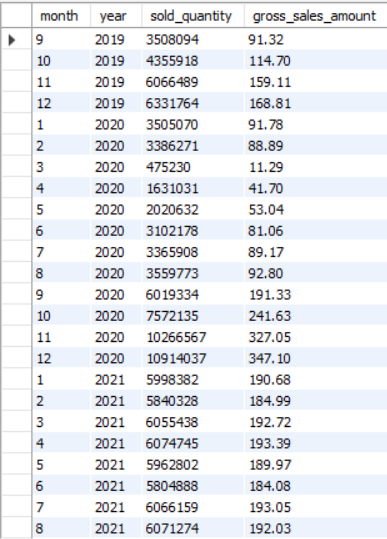 month year sold_quantity gross_sales_amount
9 2019 3508094 91.32
10 2019 4355918 114.70
11 2019 6066489 159.11
12 2019 6331764 168.81
1 2020 3505070 91.78
2 2020 3386271 88.89
3 2020 475230 11.29
4 2020 1631031 41.70
5 2020 2020632 53.04
6 2020 3102178 81.06
7 2020 3365908 89.17
8 2020 3559773 92.80
9 2020 6019334 191.33
10 2020 7572135 241.63
11 2020 10266567 327.05
12 2020 10914037 347.10
1 2021 5998382 190.68
2 2021 5840328 184.99
3 2021 6055438 192.72
4 2021 6074745 193.39
5 2021 5962802 189.97
6 2021 5804888 184.08
7 2021 6066159 193.05
8 2021 6071274 192.03